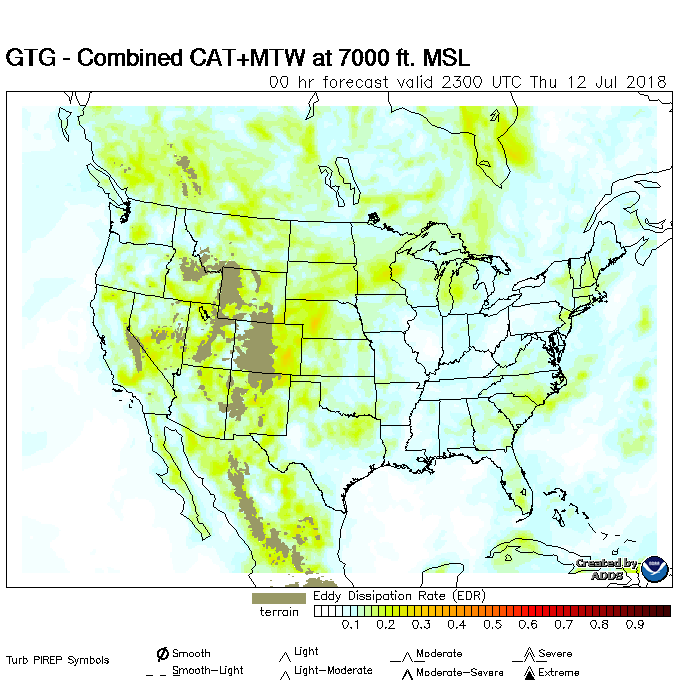 GTG - Combined CAT+MTW at 7000 ft. MSL
00 hr forecast valid 2300 UTC Thu 12 Jul 2018
Created by
ADDS
Eddy Dissipation Rate (EDR)
terrain
0.1 0.2 0.3 0.4 0.5 0.6 0.7 0.8 0.9
Turb PIREP Symbols
Smooth
Light
Moderate
Severe
Smooth-Light
Light-Moderate
Moderate-Severe
Extreme